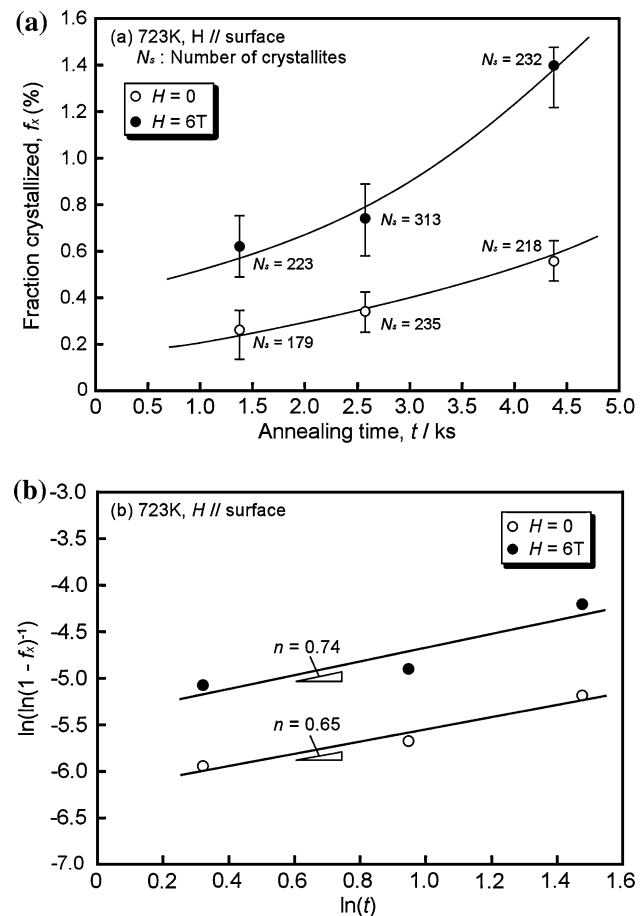 (a)
(a) 723K, H // surface
Nₛ : Number of crystallites
H = 0
H = 6T
Nₛ = 232
Nₛ = 313
Nₛ = 223
Nₛ = 218
Nₛ = 235
Nₛ = 179
Fraction crystallized, fₓ (%)
1.6
1.4
1.2
1.0
0.8
0.6
0.4
0.2
0
0 0.5 1.0 1.5 2.0 2.5 3.0 3.5 4.0 4.5 5.0
Annealing time, t / ks
(b)
(b) 723K, H // surface
H = 0
H = 6T
n = 0.74
n = 0.65
ln(ln(1 - fₓ)⁻¹)
-3.0
-3.5
-4.0
-4.5
-5.0
-5.5
-6.0
-6.5
-7.0
0 0.2 0.4 0.6 0.8 1.0 1.2 1.4 1.6
ln(t)